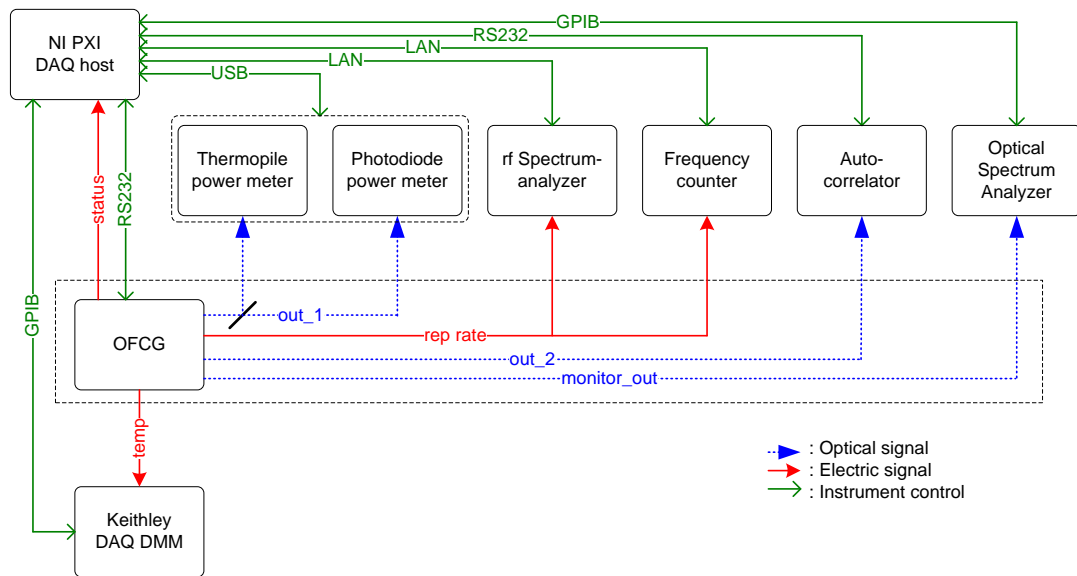 GPIB
RS232
LAN
LAN
USB
NI PXI
DAQ host
Thermopile
power meter
Photodiode
power meter
rf Spectrum-
analyzer
Frequency
counter
Auto-
correlator
Optical
Spectrum
Analyzer
status
RS232
GPIB
OFCG
out_1
rep rate
out_2
monitor_out
temp
: Optical signal
: Electric signal
: Instrument control
Keithley
DAQ DMM